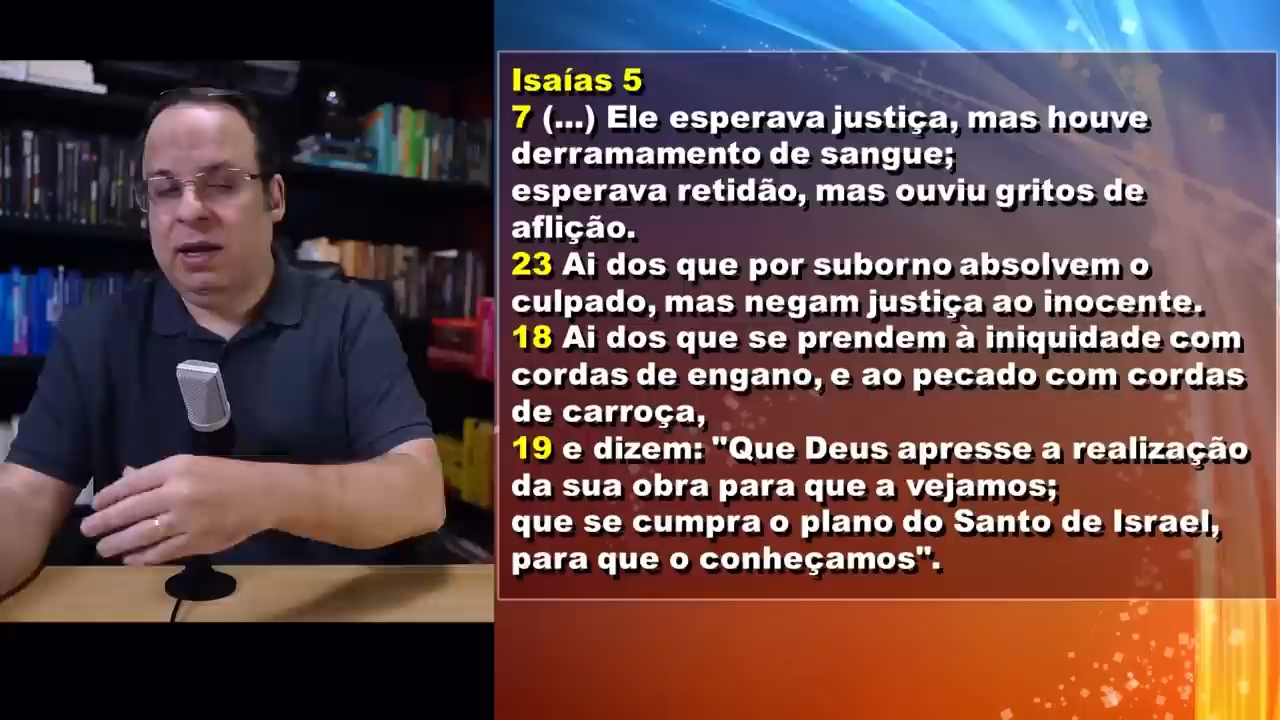 Isaías 5
7 (...) Ele esperava justiça, mas houve
derramamento de sangue;
esperava retidão, mas ouviu gritos de
aflição.
23 Ai dos que por suborno absolvem o
culpado, mas negam justiça ao inocente.
18 Ai dos que se prendem à iniquidade com
cordas de engano, e ao pecado com cordas
de carroça,
19 e dizem: "Que Deus apresse a realização
da sua obra para que a vejamos;
que se cumpra o plano do Santo de Israel,
para que o conheçamos".